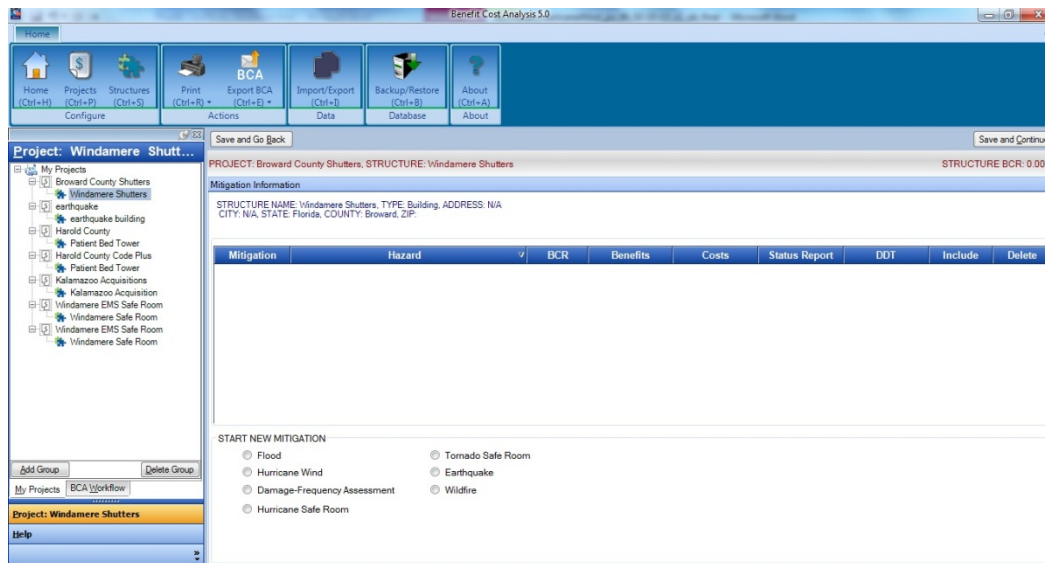 Benefit Cost Analysis 5.0
Home
Home
(Ctrl+H)
Projects
(Ctrl+P)
Structures
(Ctrl+S)
Configure
Print
(Ctrl+R)
Export BCA
(Ctrl+E)
Actions
Import/Export
(Ctrl+I)
Data
Backup/Restore
(Ctrl+B)
Database
About
(Ctrl+A)
About
Project: Windamere Shutt...
My Projects
Broward County Shutters
Windamere Shutters
earthquake
earthquake building
Harold County
Patient Bed Tower
Harold County Code Plus
Patient Bed Tower
Kalamazoo Acquisitions
Kalamazoo Acquisition
Windamere EMS Safe Room
Windamere Safe Room
Windamere EMS Safe Room
Windamere Safe Room
Add Group Delete Group
My Projects BCA Workflow
Project: Windamere Shutters
Help
Save and Go Back Save and Continue
PROJECT: Broward County Shutters, STRUCTURE: Windamere Shutters STRUCTURE BCR: 0.00
Mitigation Information
STRUCTURE NAME: Windamere Shutters, TYPE: Building, ADDRESS: N/A
CITY: N/A, STATE: Florida, COUNTY: Broward, ZIP:
Mitigation Hazard BCR Benefits Costs Status Report DDT Include Delete
START NEW MITIGATION
Flood Tornado Safe Room
Hurricane Wind Earthquake
Damage-Frequency Assessment Wildfire
Hurricane Safe Room